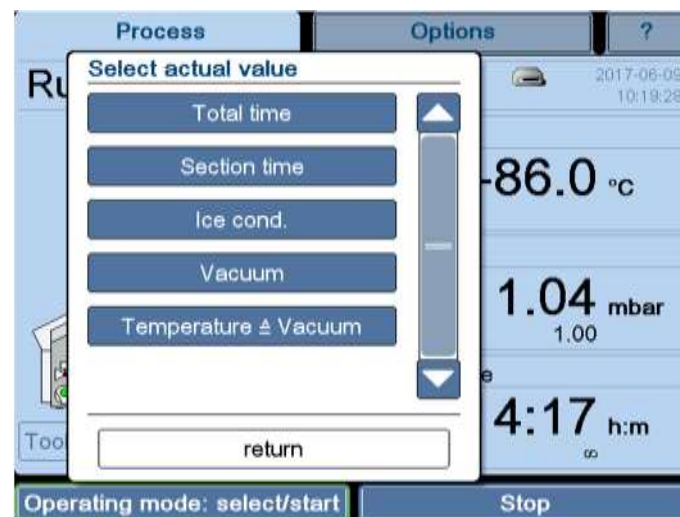 Process
Options
?
Select actual value
Ru
2017-06-09
10:19:28
Total time
Section time
Ice cond.
Vacuum
Temperature ≙ Vacuum
return
-86.0 °C
1.04 mbar
1.00
e
4:17 h:m
∞
Tool
Operating mode: select/start
Stop